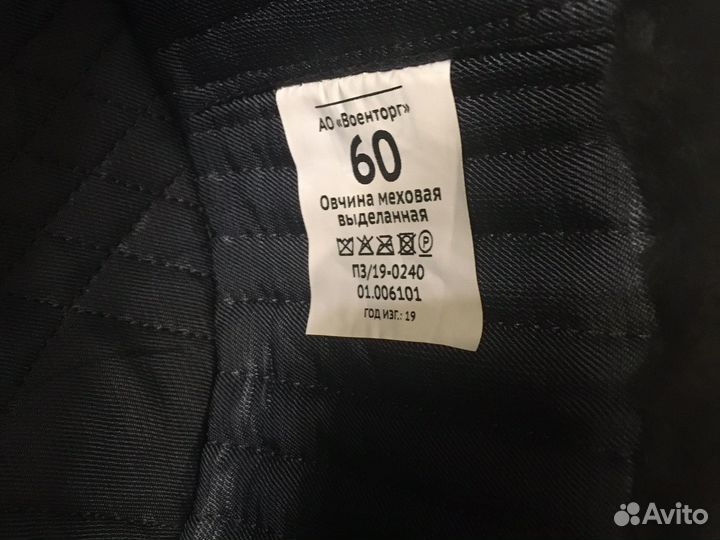 АО «Военторг»
60
Овчина меховая
выделанная
P
ПЗ/19-0240
01.006101
ГОД ИЗГ.: 19
Avito